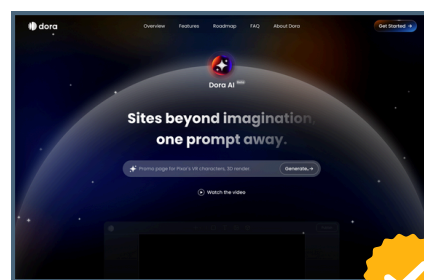 dora
Overview Features Roadmap FAQ About Dora
Get Started →
Dora AI
Sites beyond imagination,
one prompt away.
Promo page for Pixar's VR characters, 3D render
Generate →
Watch the video